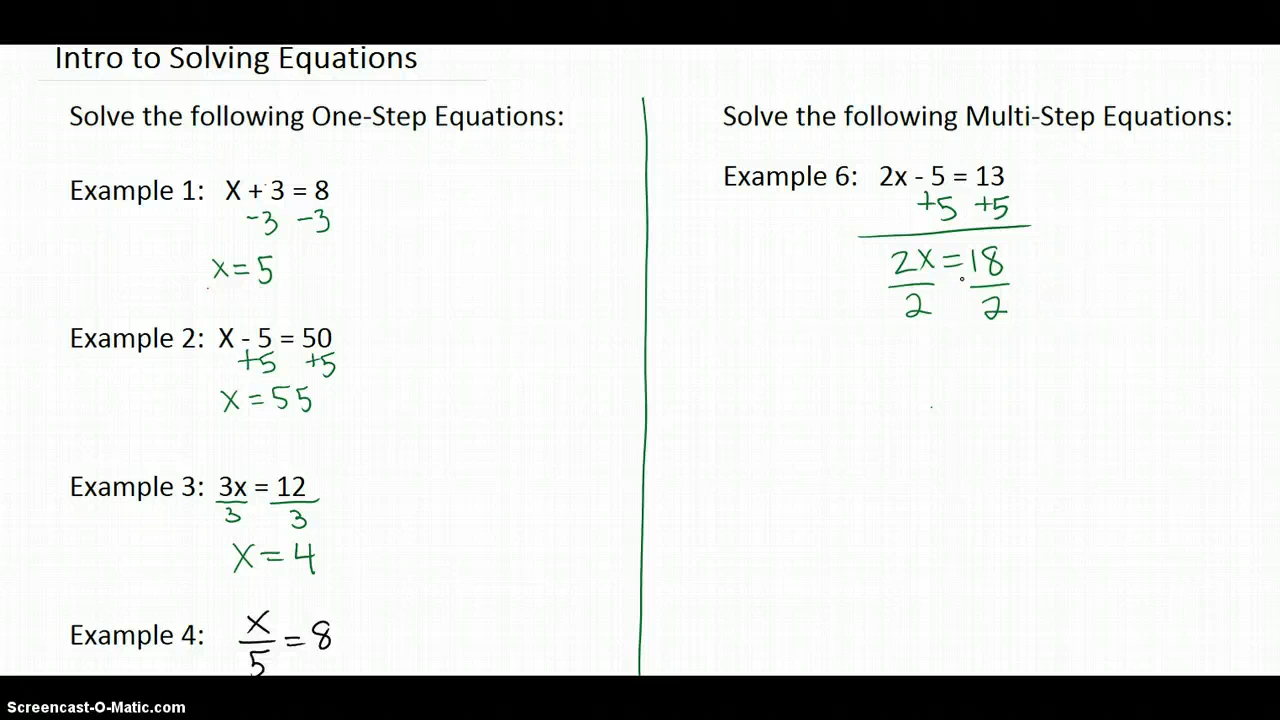 Intro to Solving Equations
Solve the following One-Step Equations:
Example 1: X + 3 = 8
-3 -3
x = 5
Example 2: X - 5 = 50
+5 +5
x = 55
Example 3: 3x = 12
3 3
x = 4
Example 4: x
= 8
5
Solve the following Multi-Step Equations:
Example 6: 2x - 5 = 13
+5 +5
2x = 18
2 2
Screencast-O-Matic.com